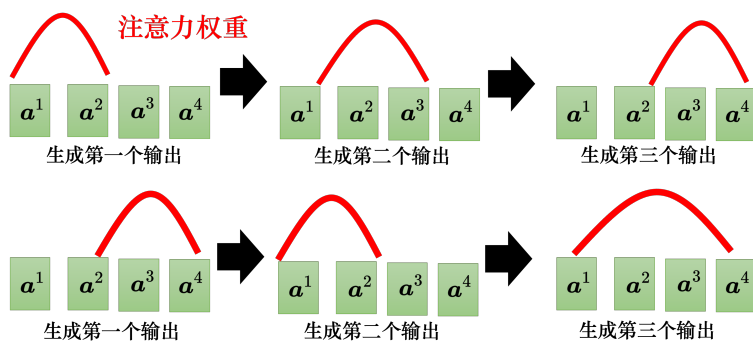 注意力权重
a¹ a² a³ a⁴ a¹ a² a³ a⁴ a¹ a² a³ a⁴
生成第一个输出 生成第二个输出 生成第三个输出
a¹ a² a³ a⁴ a¹ a² a³ a⁴ a¹ a² a³ a⁴
生成第一个输出 生成第二个输出 生成第三个输出